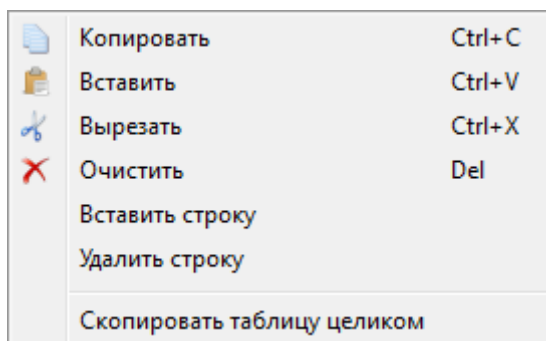 Копировать Ctrl+C
Вставить Ctrl+V
Вырезать Ctrl+X
Очистить Del
Вставить строку
Удалить строку
Скопировать таблицу целиком